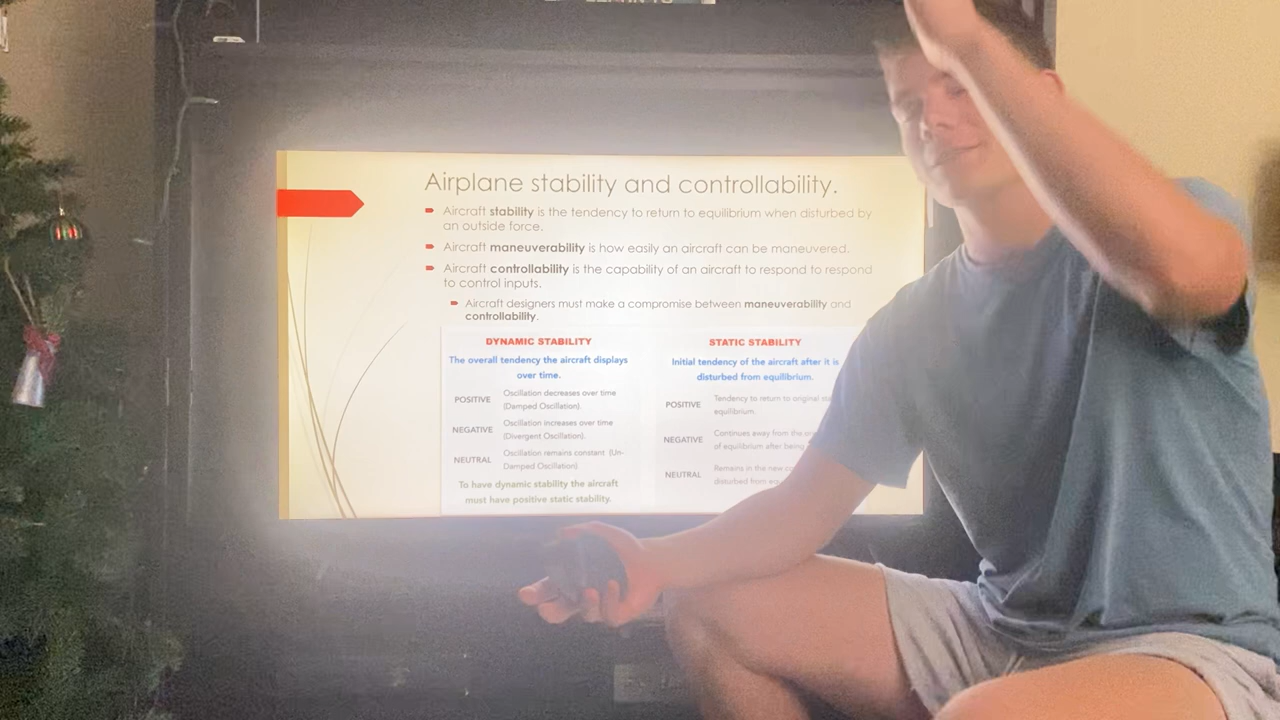 Airplane stability and controllability.
Aircraft stability is the tendency to return to equilibrium when disturbed by
an outside force.
Aircraft maneuverability is how easily an aircraft can be maneuvered.
Aircraft controllability is the capability of an aircraft to respond to respond
to control inputs.
Aircraft designers must make a compromise between maneuverability and
controllability.
DYNAMIC STABILITY
The overall tendency the aircraft displays
over time.
POSITIVE
Oscillation decreases over time
(Damped Oscillation).
NEGATIVE
Oscillation increases over time
(Divergent Oscillation).
NEUTRAL
Oscillation remains constant (Un-
Damped Oscillation)
To have dynamic stability the aircraft
must have positive static stability.
STATIC STABILITY
Initial tendency of the aircraft after it is
disturbed from equilibrium.
POSITIVE
Tendency to return to original
equilibrium.
NEGATIVE
Continues away from the
of equilibrium after being
NEUTRAL
Remains in the new
disturbed from